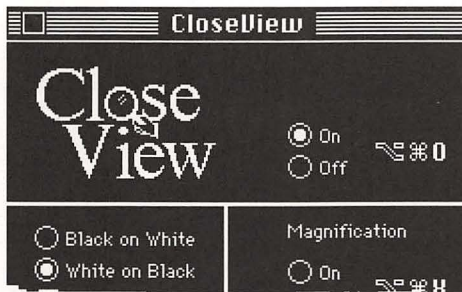 CloseView
Close
View
On
Off
⌥⌘O
Black on White
White on Black
Magnification
On
⌥⌘X